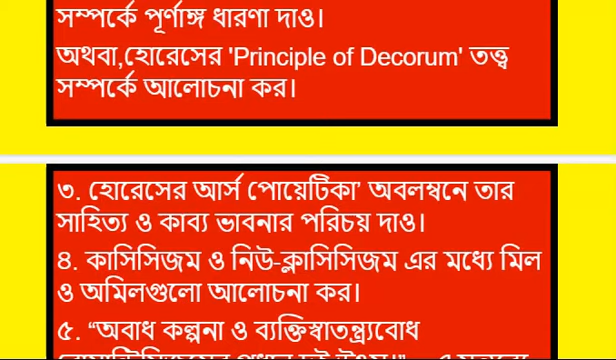 সম্পর্কে পূর্ণাঙ্গ ধারণা দাও।
অথবা,হোরেসের 'Principle of Decorum' তত্ত্ব
সম্পর্কে আলোচনা কর।
৩. হোরেসের আর্স পোয়েটিকা’ অবলম্বনে তার
সাহিত্য ও কাব্য ভাবনার পরিচয় দাও।
৪. কাসিসিজম ও নিউ-ক্লাসিসিজম এর মধ্যে মিল
ও অমিলগুলো আলোচনা কর।
৫. “অবাধ কল্পনা ও ব্যক্তিস্বাতন্ত্র্যবোধ